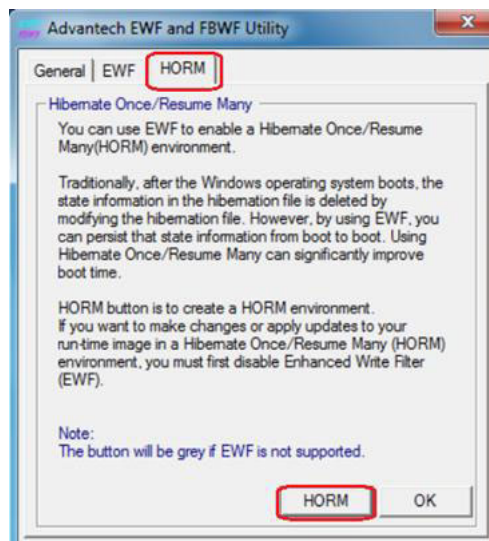 Advantech EWF and FBWF Utility
General EWF HORM
Hibernate Once/Resume Many
You can use EWF to enable a Hibernate Once/Resume
Many(HORM) environment.
Traditionally, after the Windows operating system boots, the
state information in the hibernation file is deleted by
modifying the hibernation file. However, by using EWF, you
can persist that state information from boot to boot. Using
Hibernate Once/Resume Many can significantly improve
boot time.
HORM button is to create a HORM environment.
If you want to make changes or apply updates to your
run-time image in a Hibernate Once/Resume Many (HORM)
environment, you must first disable Enhanced Write Filter
(EWF).
Note:
The button will be grey if EWF is not supported.
HORM OK